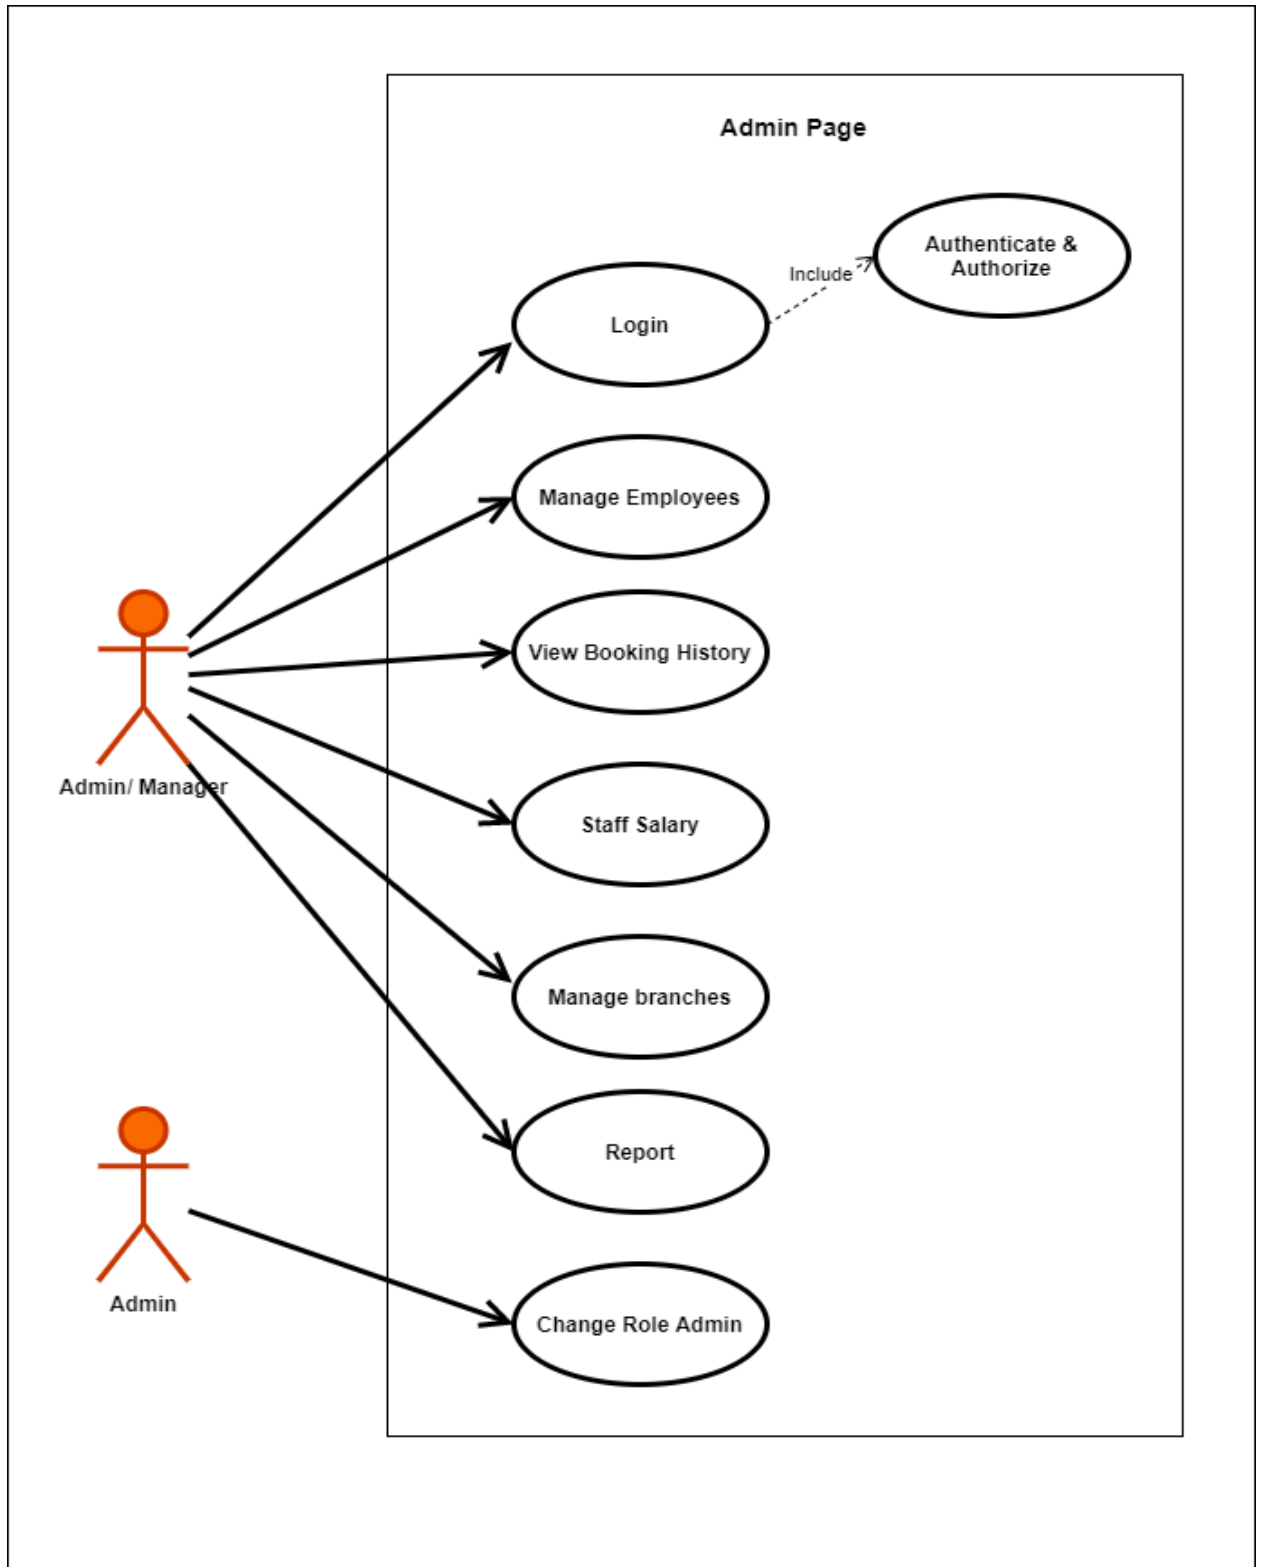 Admin Page
Authenticate &
Authorize
Include
Login
Manage Employees
View Booking History
Admin/ Manager
Staff Salary
Manage branches
Report
Admin
Change Role Admin